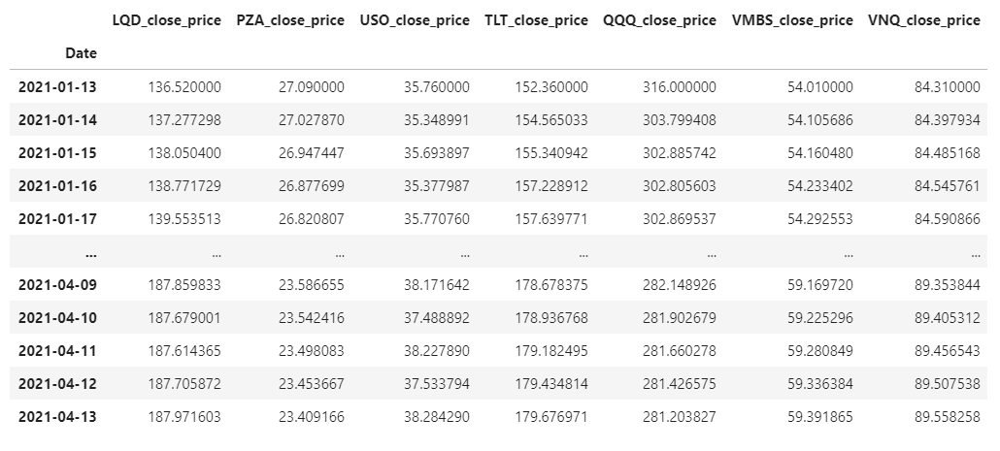 LQD_close_price PZA_close_price USO_close_price TLT_close_price QQQ_close_price VMBS_close_price VNQ_close_price
Date
2021-01-13 136.520000 27.090000 35.760000 152.360000 316.000000 54.010000 84.310000
2021-01-14 137.277298 27.027870 35.348991 154.565033 303.799408 54.105686 84.397934
2021-01-15 138.050400 26.947447 35.693897 155.340942 302.885742 54.160480 84.485168
2021-01-16 138.771729 26.877699 35.377987 157.228912 302.805603 54.233402 84.545761
2021-01-17 139.553513 26.820807 35.770760 157.639771 302.869537 54.292553 84.590866
... ... ... ... ... ... ... ...
2021-04-09 187.859833 23.586655 38.171642 178.678375 282.148926 59.169720 89.353844
2021-04-10 187.679001 23.542416 37.488892 178.936768 281.902679 59.225296 89.405312
2021-04-11 187.614365 23.498083 38.227890 179.182495 281.660278 59.280849 89.456543
2021-04-12 187.705872 23.453667 37.533794 179.434814 281.426575 59.336384 89.507538
2021-04-13 187.971603 23.409166 38.284290 179.676971 281.203827 59.391865 89.558258